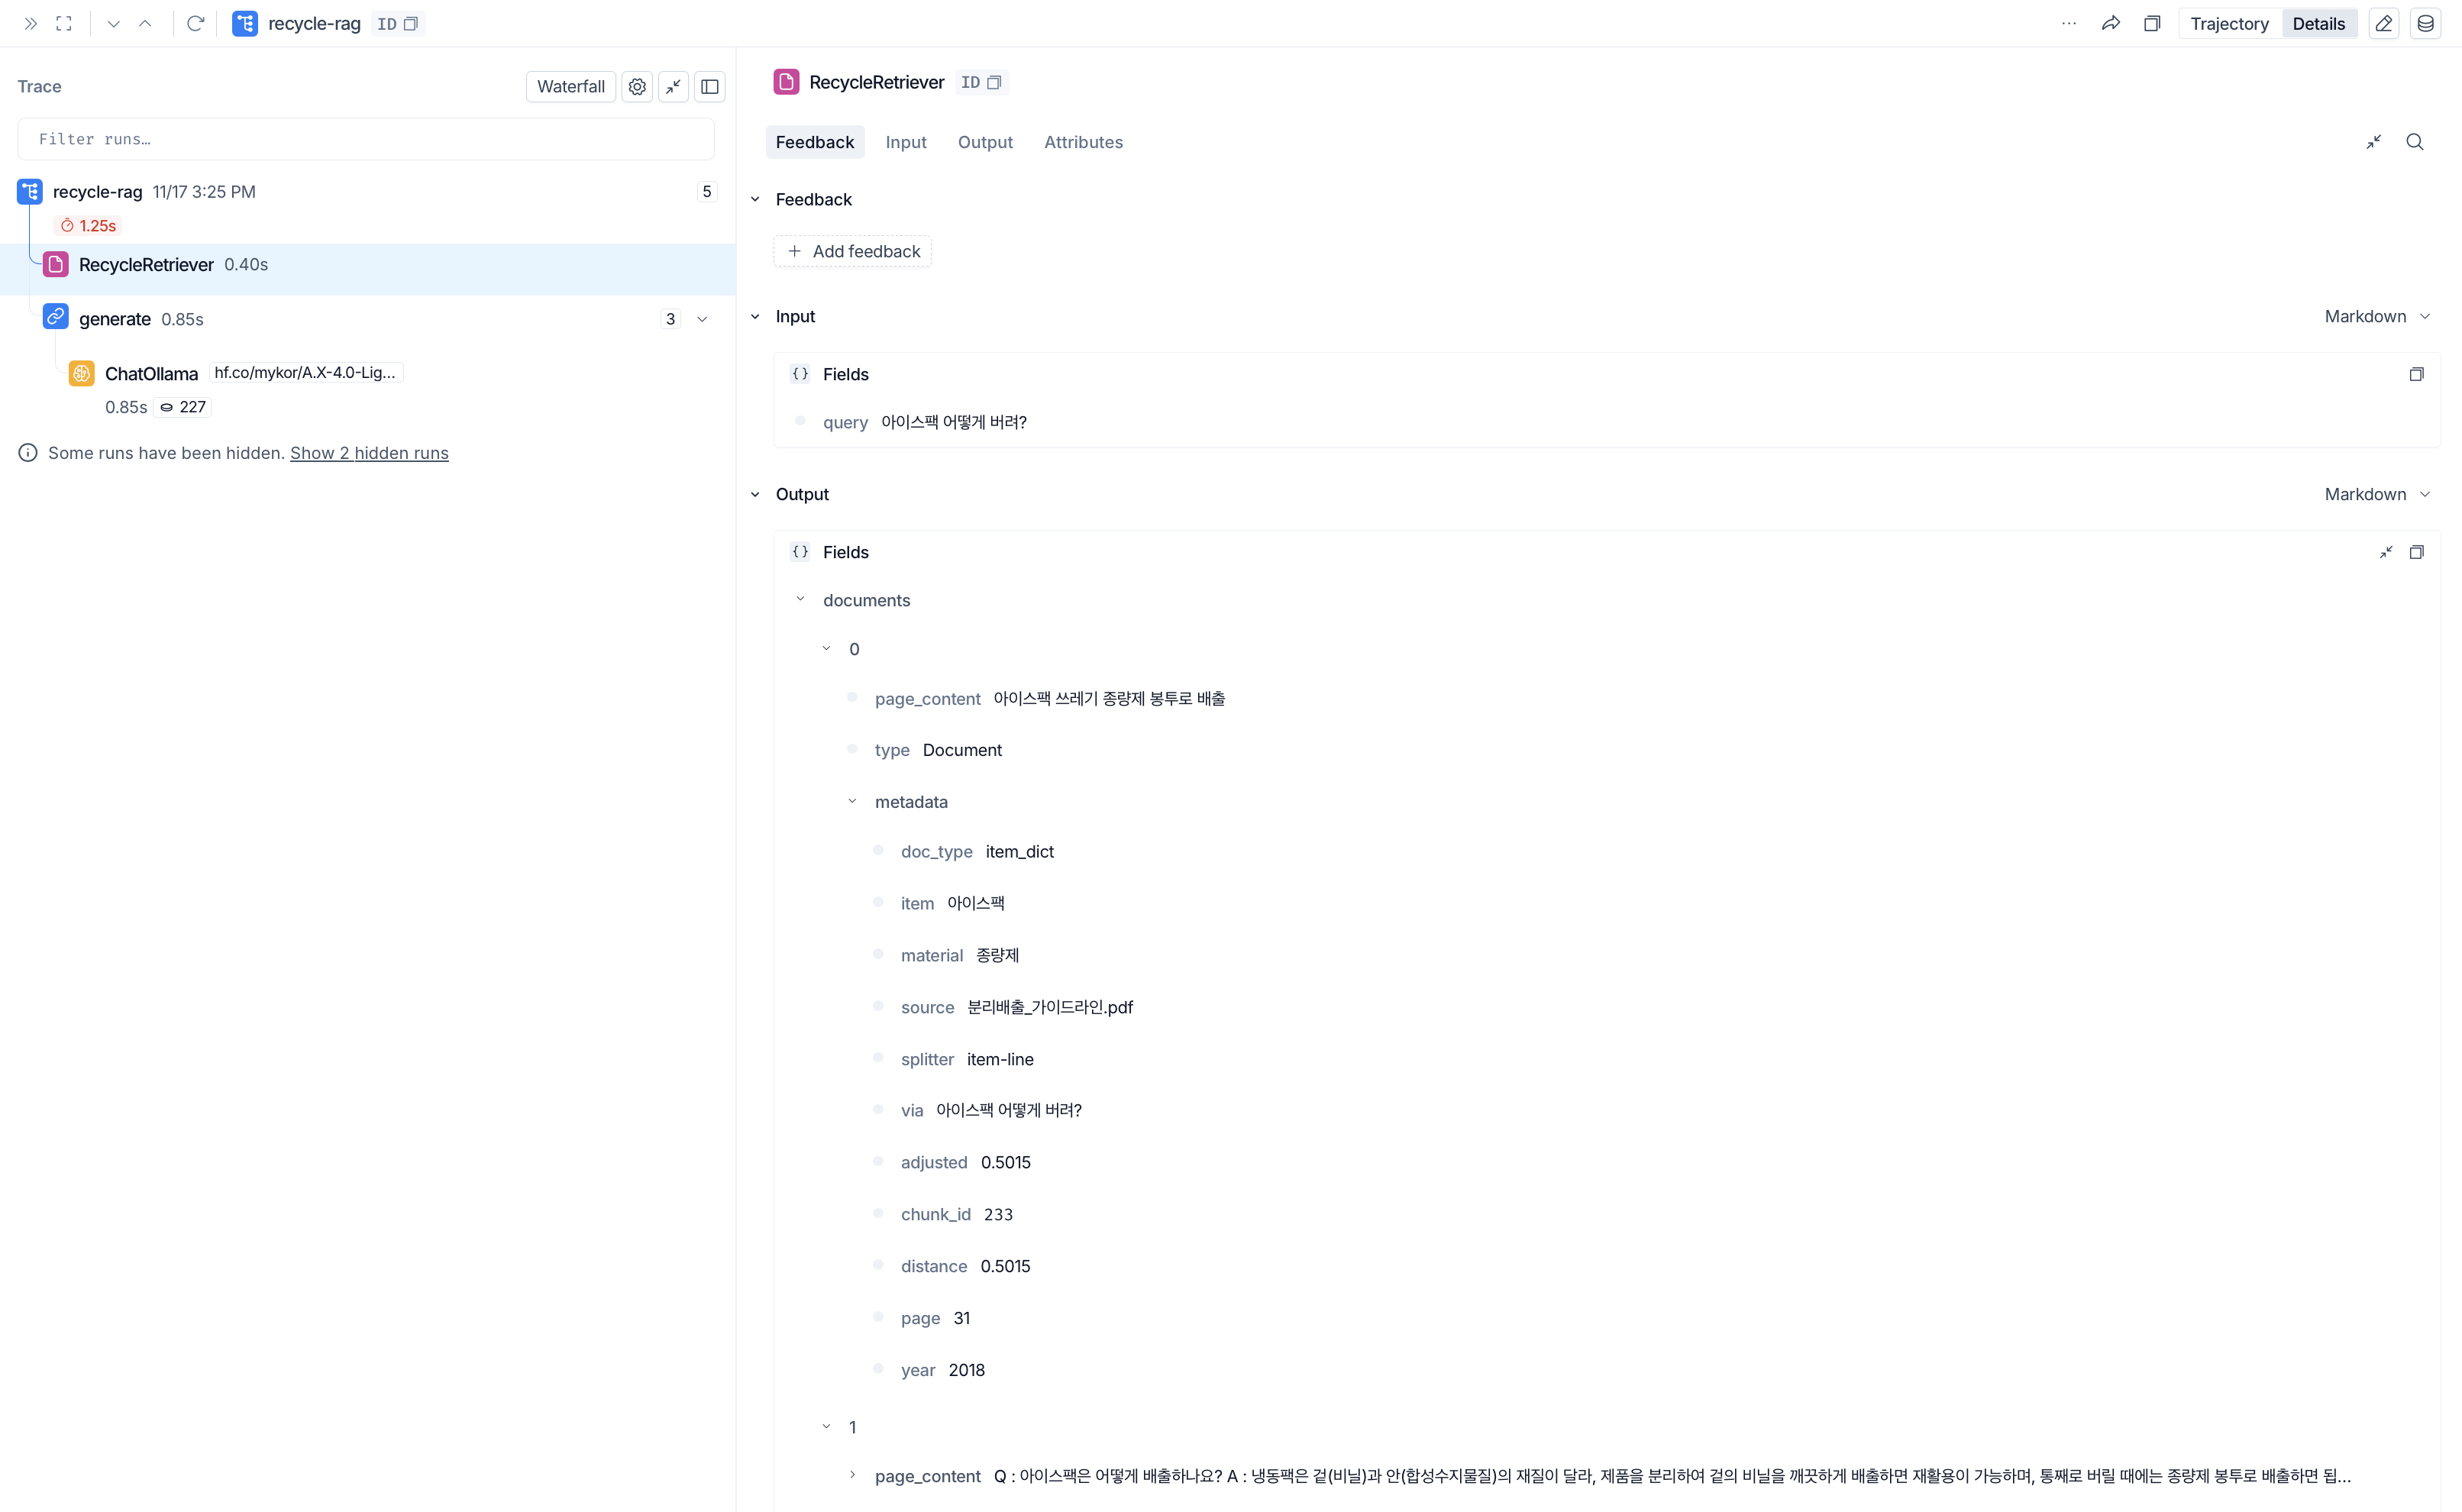 recycle-rag ID
Trajectory Details
Trace
Waterfall
Filter runs…
recycle-rag 11/17 3:25 PM 5
1.25s
RecycleRetriever 0.40s
generate 0.85s 3
ChatOllama hf.co/mykor/A.X-4.0-Lig...
0.85s 227
Some runs have been hidden. Show 2 hidden runs
RecycleRetriever ID
Feedback Input Output Attributes
Feedback
+ Add feedback
Input Markdown
{} Fields
query 아이스팩 어떻게 버려?
Output Markdown
{} Fields
documents
0
page_content 아이스팩 쓰레기 종량제 봉투로 배출
type Document
metadata
doc_type item_dict
item 아이스팩
material 종량제
source 분리배출_가이드라인.pdf
splitter item-line
via 아이스팩 어떻게 버려?
adjusted 0.5015
chunk_id 233
distance 0.5015
page 31
year 2018
1
page_content Q : 아이스팩은 어떻게 배출하나요? A : 냉동팩은 겉(비닐)과 안(합성수지물질)의 재질이 달라, 제품을 분리하여 겉의 비닐을 깨끗하게 배출하면 재활용이 가능하며, 통째로 버릴 때에는 종량제 봉투로 배출하면 됩...